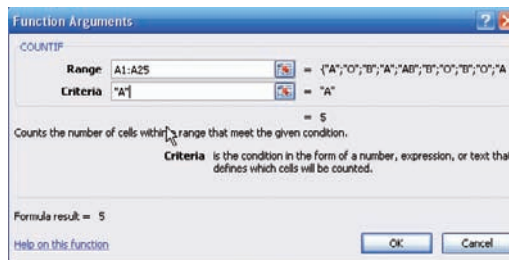 Function Arguments
COUNTIF
Range A1:A25 = {"A";"O";"B";"A";"AB";"B";"O";"B";"O";"A
Criteria "A" = "A"
= 5
Counts the number of cells within a range that meet the given condition.
Criteria is the condition in the form of a number, expression, or text that
defines which cells will be counted.
Formula result = 5
Help on this function OK Cancel